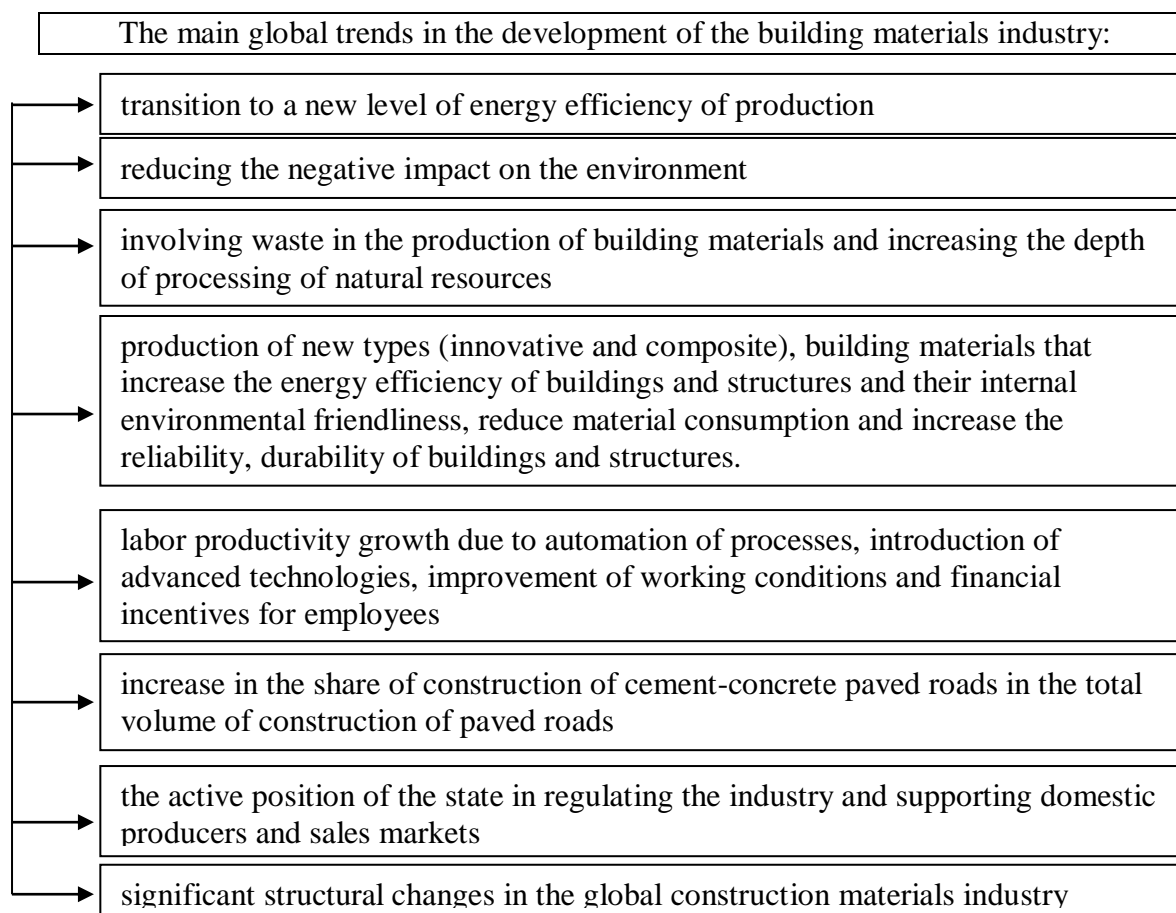 The main global trends in the development of the building materials industry:
transition to a new level of energy efficiency of production
reducing the negative impact on the environment
involving waste in the production of building materials and increasing the depth
of processing of natural resources
production of new types (innovative and composite), building materials that
increase the energy efficiency of buildings and structures and their internal
environmental friendliness, reduce material consumption and increase the
reliability, durability of buildings and structures.
labor productivity growth due to automation of processes, introduction of
advanced technologies, improvement of working conditions and financial
incentives for employees
increase in the share of construction of cement-concrete paved roads in the total
volume of construction of paved roads
the active position of the state in regulating the industry and supporting domestic
producers and sales markets
significant structural changes in the global construction materials industry